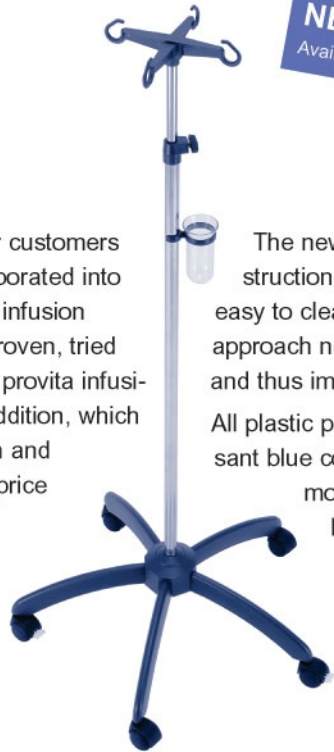 NE
Avai
r customers
porated into
infusion
roven, tried
provita infusi-
ddition, which
n and
price
The new
struction
easy to clea
approach n
and thus im
All plastic p
sant blue co
mo